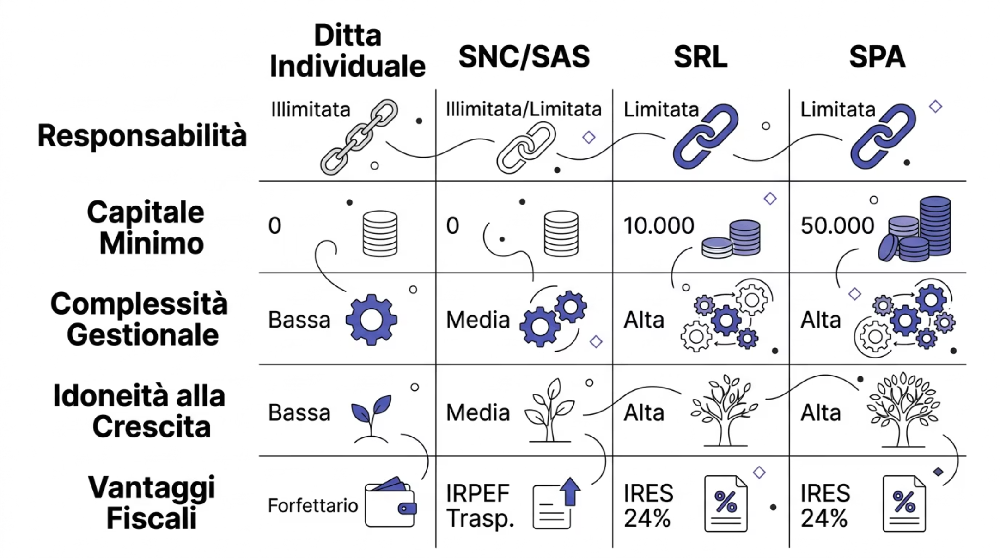 Ditta
Individuale
SNC/SAS
SRL
SPA
Responsabilità
Illimitata
Illimitata/Limitata
Limitata
Limitata
Capitale
Minimo
0
0
10.000
50.000
Complessità
Gestionale
Bassa
Media
Alta
Alta
Idoneità alla
Crescita
Bassa
Media
Alta
Alta
Vantaggi
Fiscali
Forfettario
IRPEF
Trasp.
IRES
24%
IRES
24%